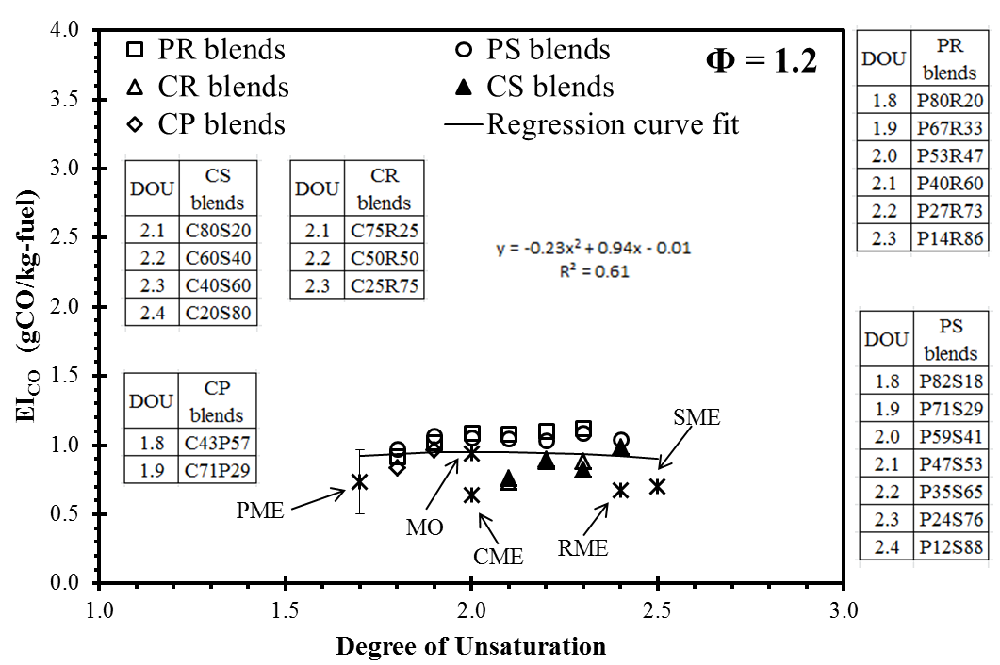 PR blends
PS blends
Φ = 1.2
CR blends
CS blends
CP blends
Regression curve fit
EICO (gCO/kg-fuel)
4.0
3.5
3.0
2.5
2.0
1.5
1.0
0.5
0.0
DOU CS blends
2.1 C80S20
2.2 C60S40
2.3 C40S60
2.4 C20S80
DOU CR blends
2.1 C75R25
2.2 C50R50
2.3 C25R75
y = -0.23x² + 0.94x - 0.01
R² = 0.61
DOU CP blends
1.8 C43P57
1.9 C71P29
PME
MO
CME
RME
SME
1.0 1.5 2.0 2.5 3.0
Degree of Unsaturation
DOU PR blends
1.8 P80R20
1.9 P67R33
2.0 P53R47
2.1 P40R60
2.2 P27R73
2.3 P14R86
DOU PS blends
1.8 P82S18
1.9 P71S29
2.0 P59S41
2.1 P47S53
2.2 P35S65
2.3 P24S76
2.4 P12S88